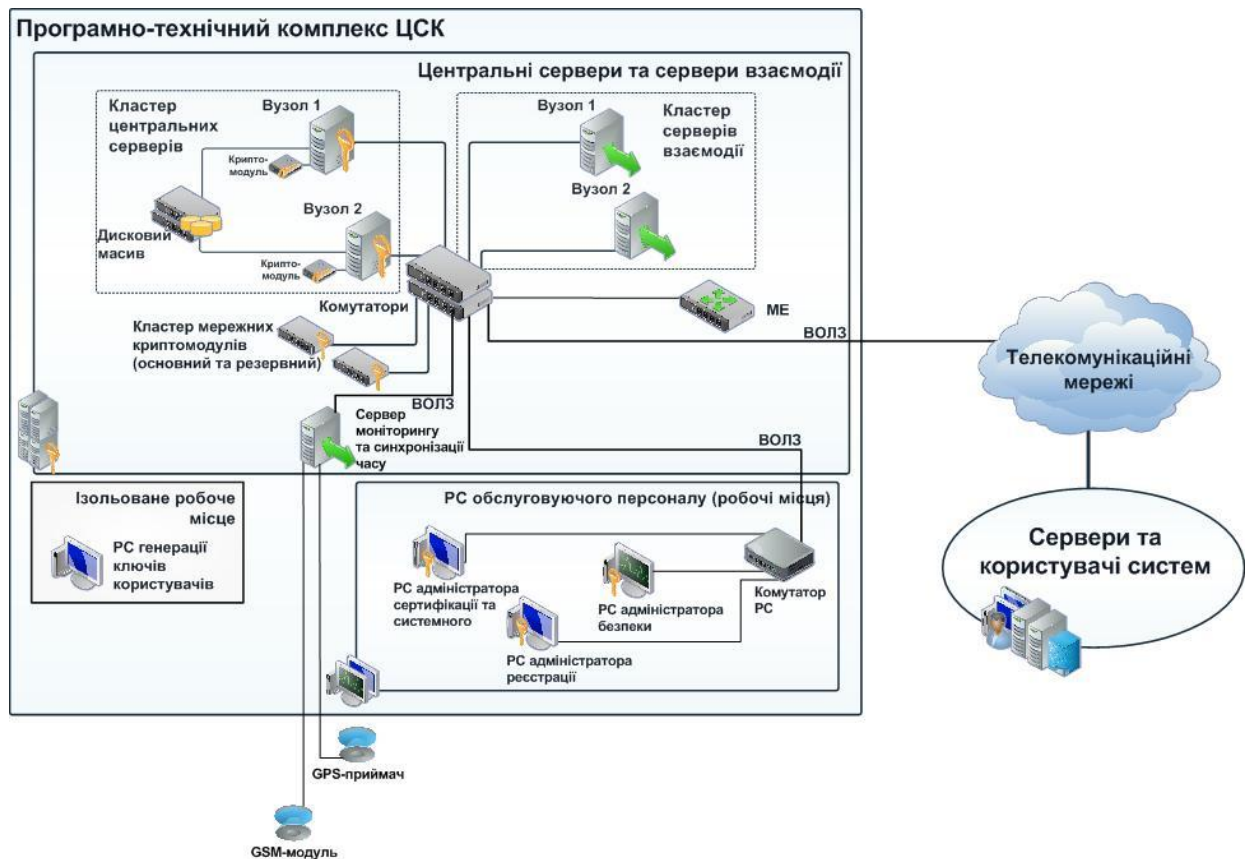 Програмно-технічний комплекс ЦСК
Центральні сервери та сервери взаємодії
Кластер
центральних
серверів
Вузол 1
Крипто-
модуль
Вузол 2
Дисковий
масив
Крипто-
модуль
Вузол 1
Кластер
серверів
взаємодії
Вузол 2
Комутатори
Кластер мережних
криптомодулів
(основний та резервний)
МЕ
ВОЛЗ
Телекомунікаційні
мережі
ВОЛЗ
Сервер
моніторингу
та синхронізації
часу
ВОЛЗ
Ізольоване робоче
місце
РС генерації
ключів
користувачів
РС обслуговуючого персоналу (робочі місця)
РС адміністратора
сертифікації та
системного
РС адміністратора
безпеки
Комутатор
РС
РС адміністратора
реєстрації
Сервери та
користувачі систем
GPS-приймач
GSM-модуль